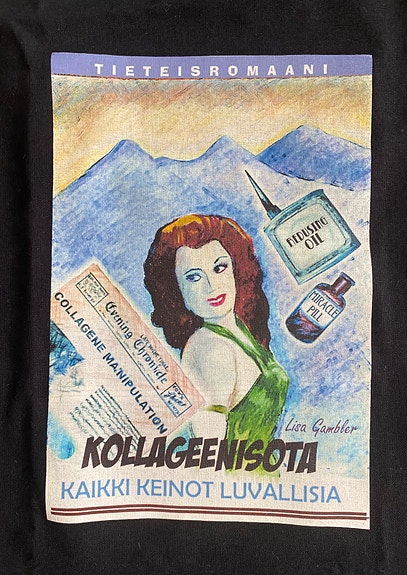 TIETEISROMAANI
REDUSING
OIL
MIRACLE
PILL
Evening Chronicle
COLLAGENE MANIPULATION
Lisa Gambler
KOLLAGEENISOTA
KAIKKI KEINOT LUVALLISIA